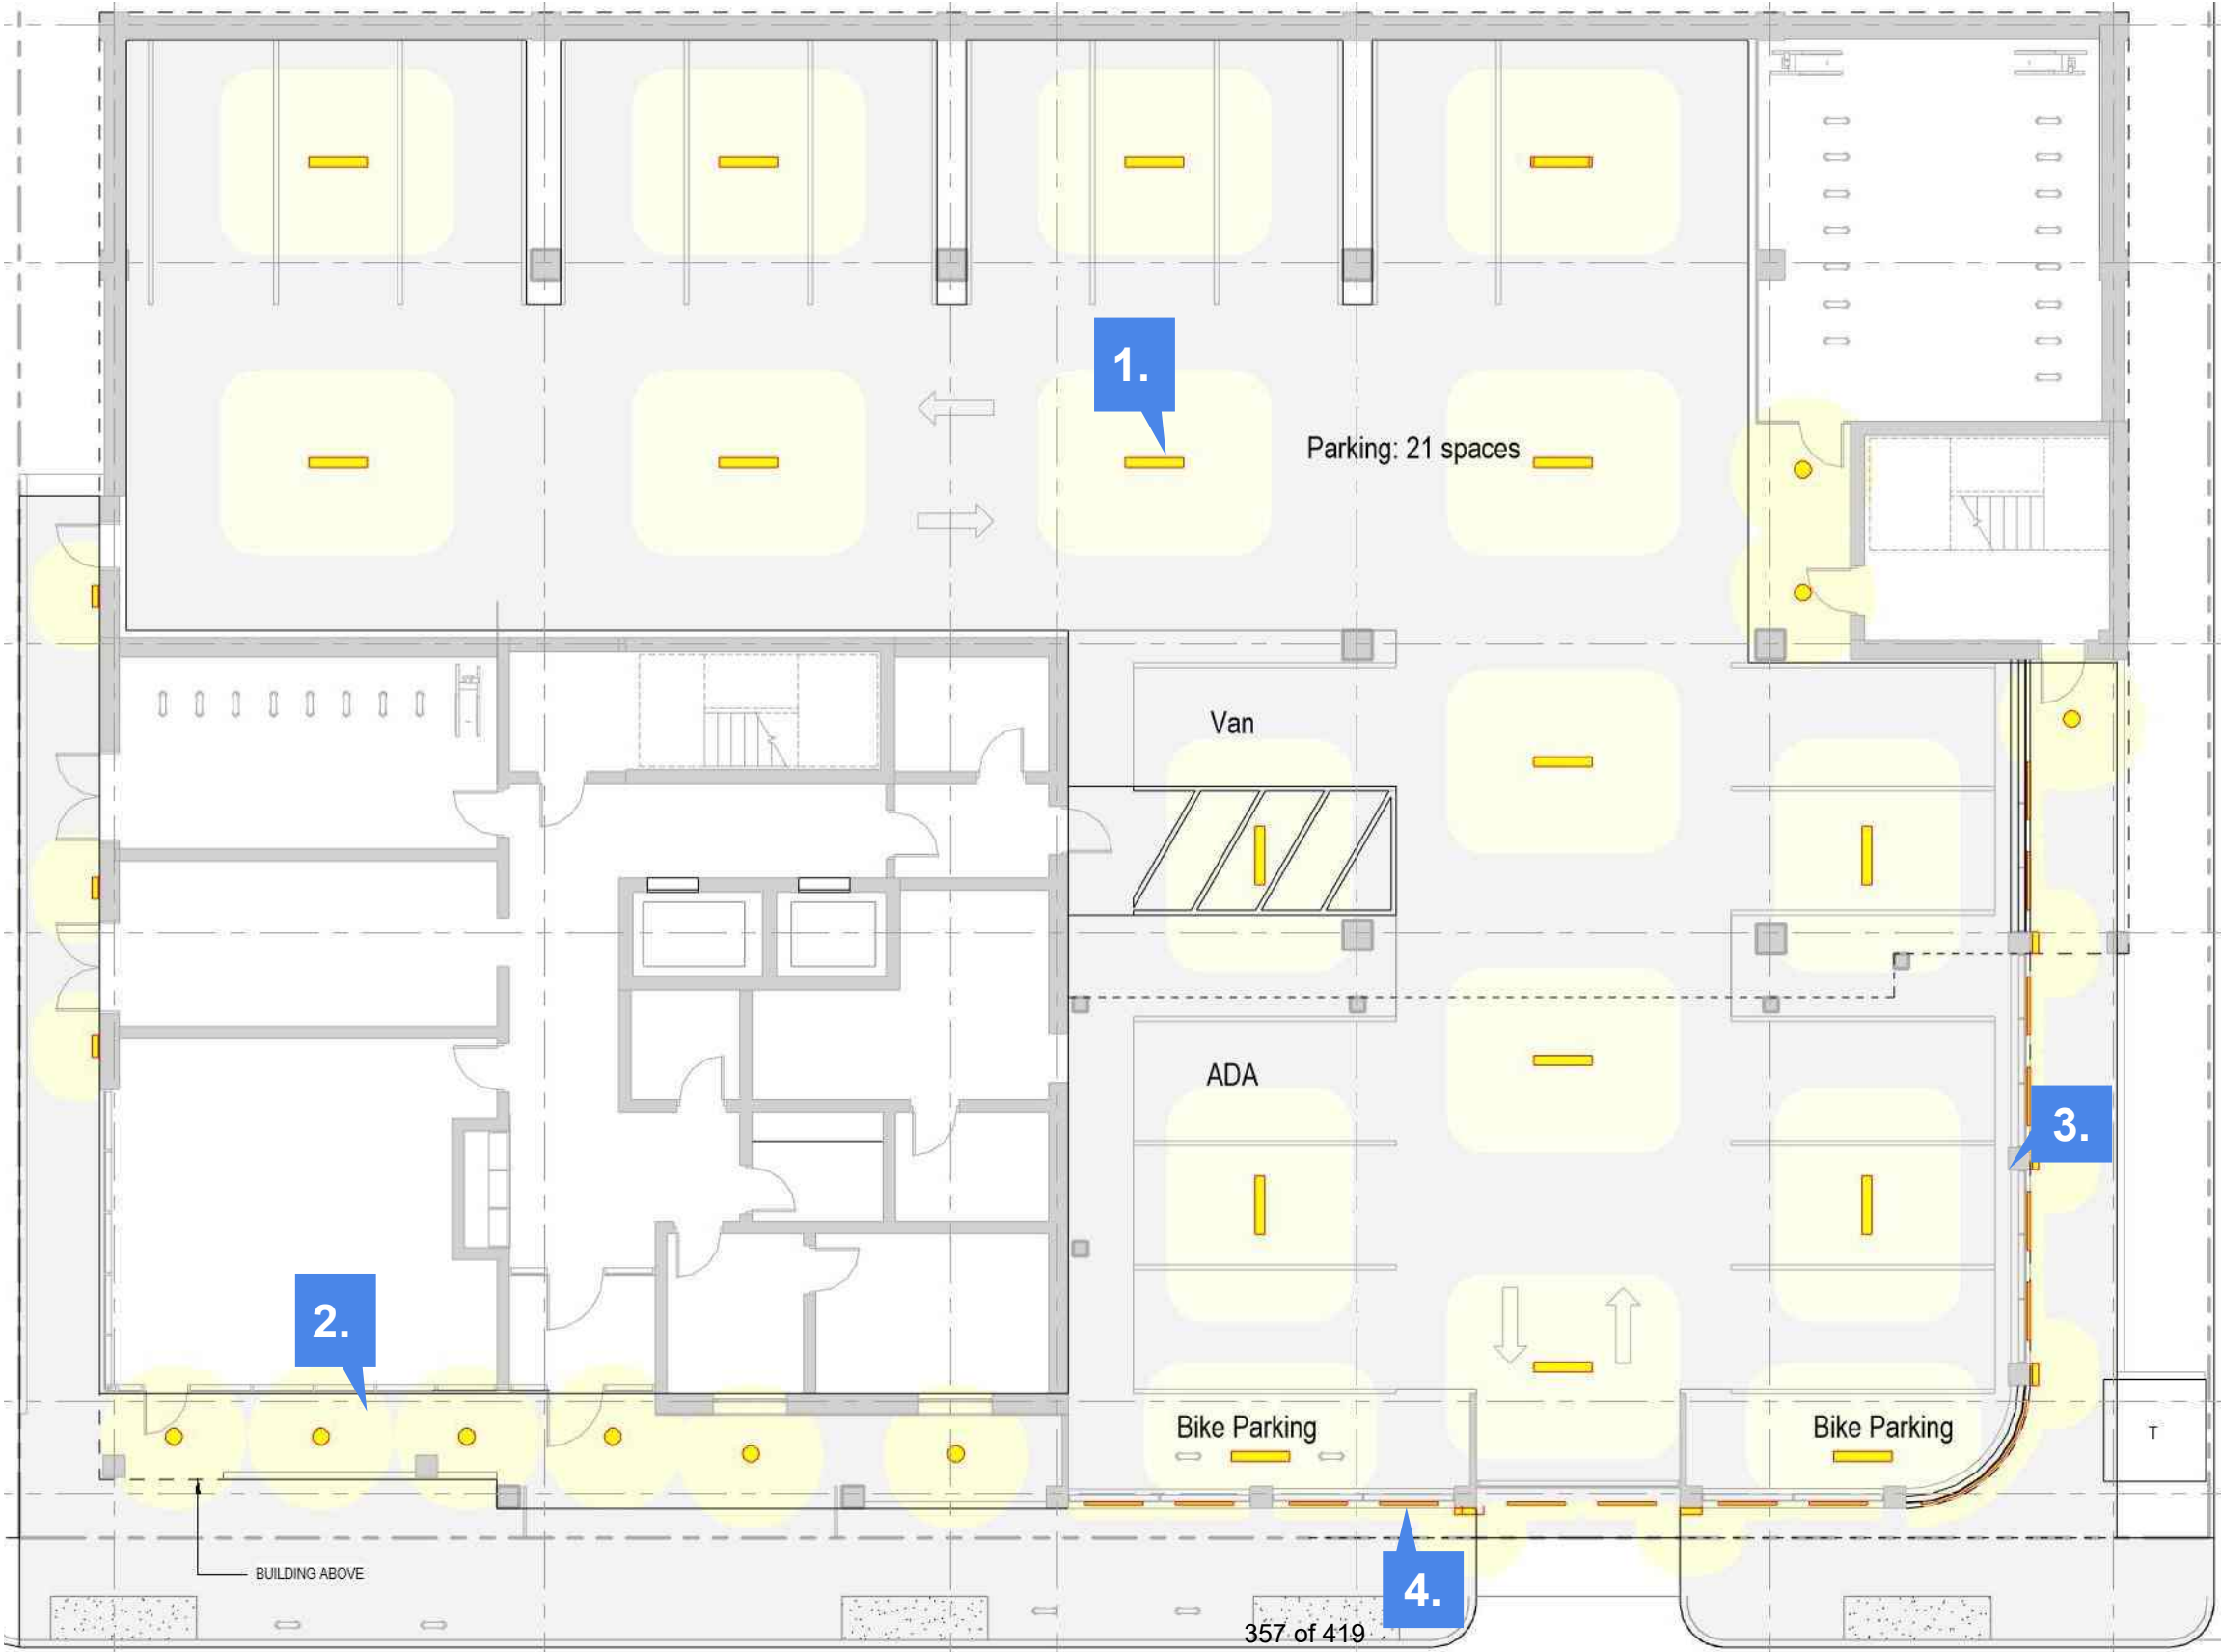 1.
Parking: 21 spaces
Van
ADA
3.
2.
Bike Parking
Bike Parking
T
BUILDING ABOVE
4.
357 of 419